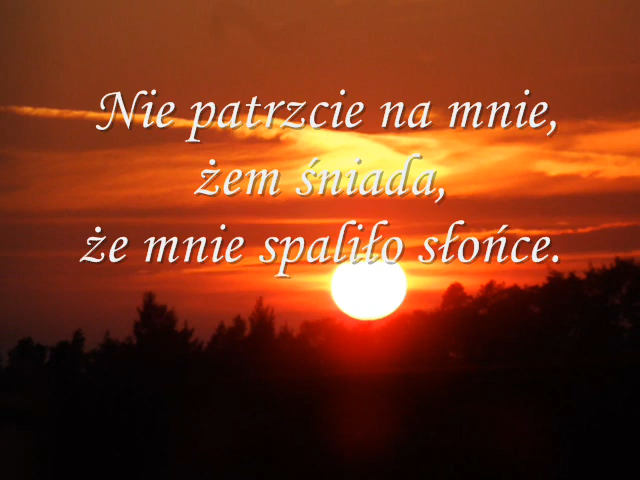 Nie patrzcie na mnie,
żem śniada,
że mnie spaliło słońce.